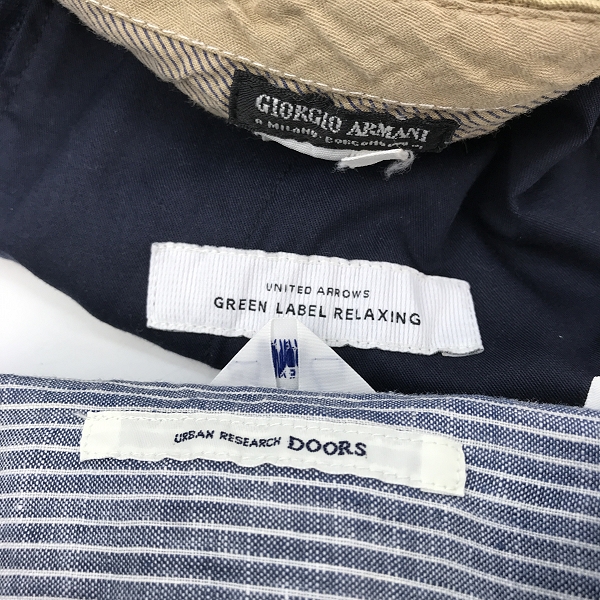 GIORGIO ARMANI
UNITED ARROWS
GREEN LABEL RELAXING
URBAN RESEARCH DOORS